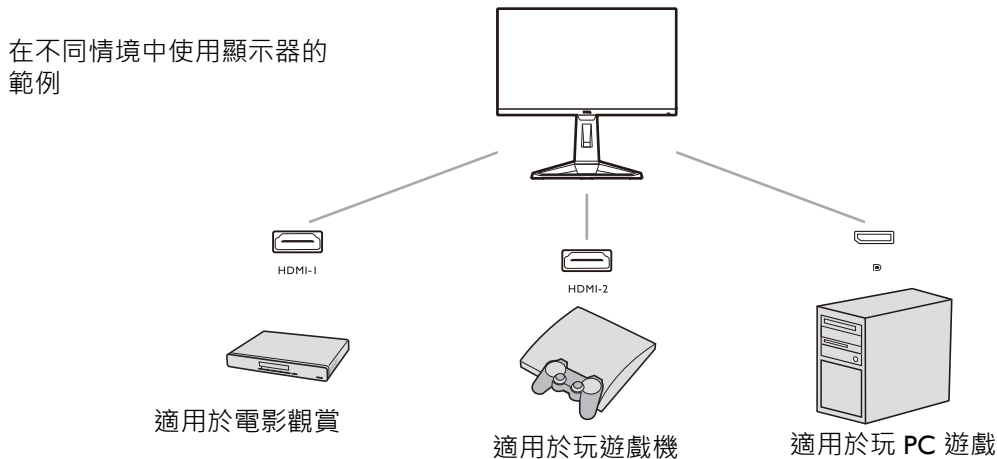 在不同情境中使用顯示器的
範例
HDMI-1
HDMI-2
適用於電影觀賞
適用於玩遊戲機
適用於玩 PC 遊戲